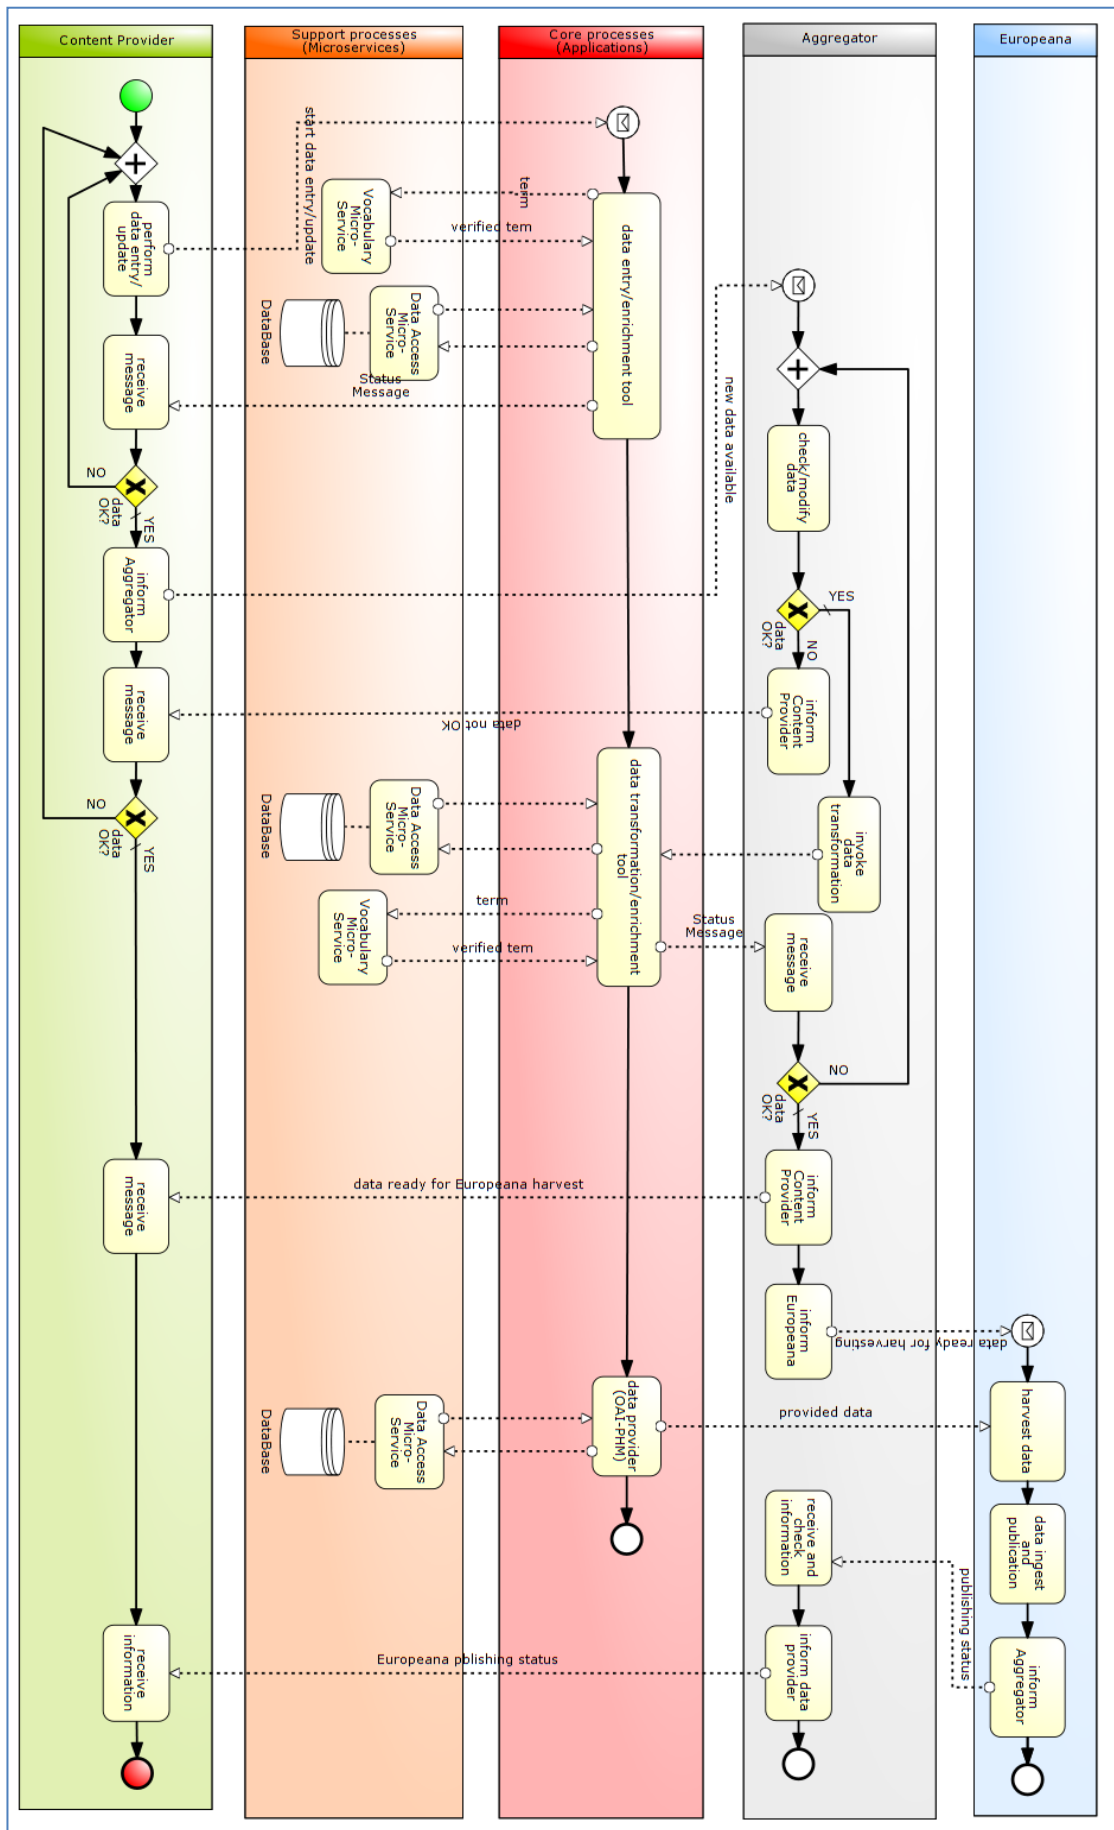 Content Provider
Support processes
(Microservices)
Core processes
(Applications)
Aggregator
Europeana
perform
data entry/
update
receive
message
NO
data
OK?
YES
inform
Aggregator
receive
message
NO
data
OK?
YES
receive
message
receive
information
start data entry/update
Vocabulary
Micro-
Service
term
verified tem
DataBase
Data Access
Micro-
Service
Status
Message
data not OK
DataBase
Data Access
Micro-
Service
term
Vocabulary
Micro-
Service
verified tem
data ready for Europeana harvest
DataBase
Data Access
Micro-
Service
Europeana pblishing status
data entry/enrichment tool
data transformation/enrichment
tool
data provider
(OAI-PHM)
new data available
check/modify
data
YES
data
OK?
NO
inform
Content
Provider
invoke
data
transformation
Status
Message
receive
message
NO
data
OK?
YES
inform
Content
Provider
inform
Europeana
data ready for harvesting
provided data
receive and
check
information
inform data
provider
harvest data
data ingest
and
publication
publishing status
inform
Aggregator